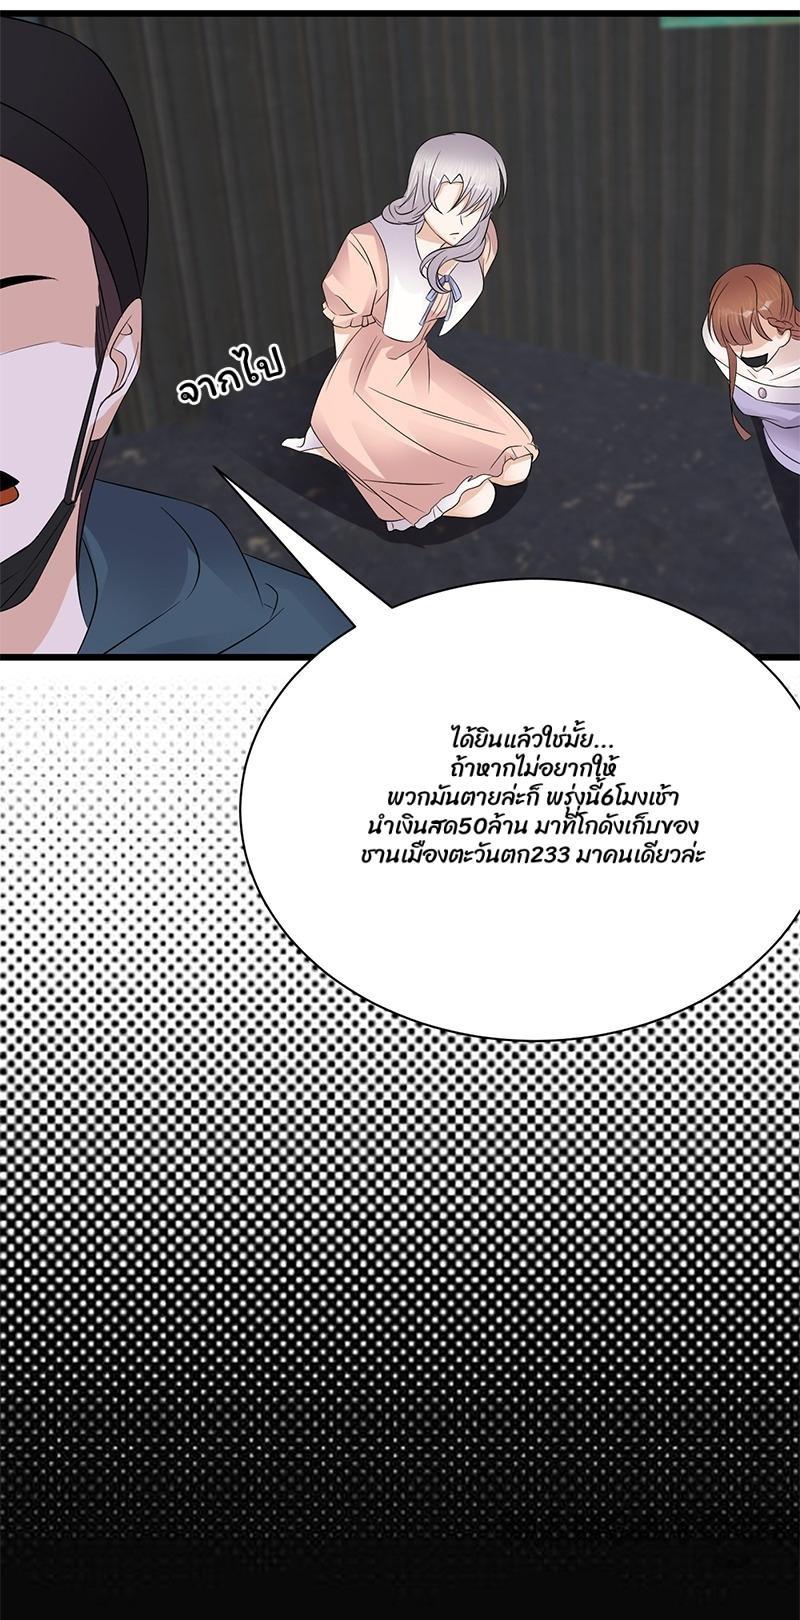 จากไป
ได้ยินแล้วใช่มั้ย...
ถ้าหากไม่อยากให้
พวกมันตายล่ะก็ พรุ่งนี้6โมงเช้า
นำเงินสด50ล้าน มาที่โกดังเก็บของ
ชานเมืองตะวันตก233 มาคนเดียวล่ะ